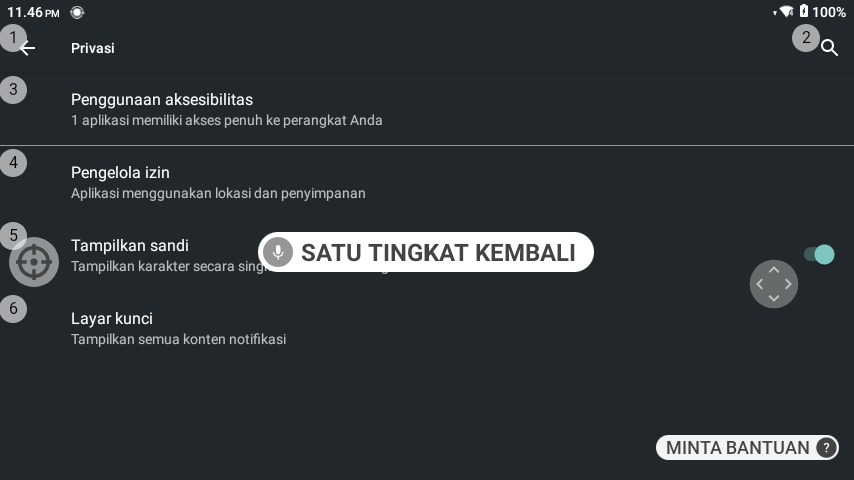 11.46 PM
100%
1
Privasi
2
3
Penggunaan aksesibilitas
1 aplikasi memiliki akses penuh ke perangkat Anda
4
Pengelola izin
Aplikasi menggunakan lokasi dan penyimpanan
5
Tampilkan sandi
SATU TINGKAT KEMBALI
Tampilkan karakter secara
6
Layar kunci
Tampilkan semua konten notifikasi
MINTA BANTUAN ?